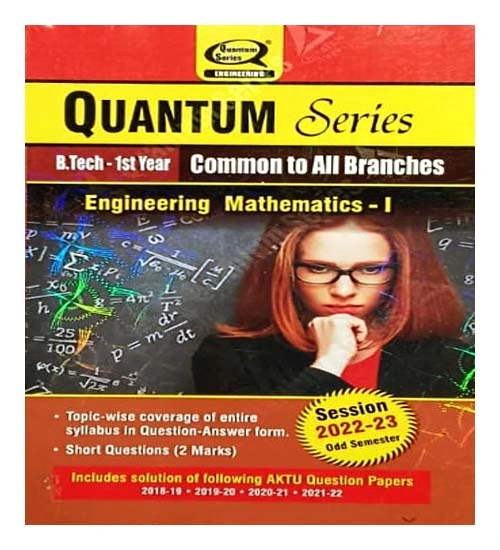 Quantum
Series
ENGINEERING
QUANTUM Series
B.Tech - 1st Year Common to All Branches
Engineering Mathematics - I
• Topic-wise coverage of entire
syllabus in Question-Answer form.
• Short Questions (2 Marks)
Session
2022-23
Odd Semester
Includes solution of following AKTU Question Papers
2018-19 • 2019-20 • 2020-21 • 2021-22